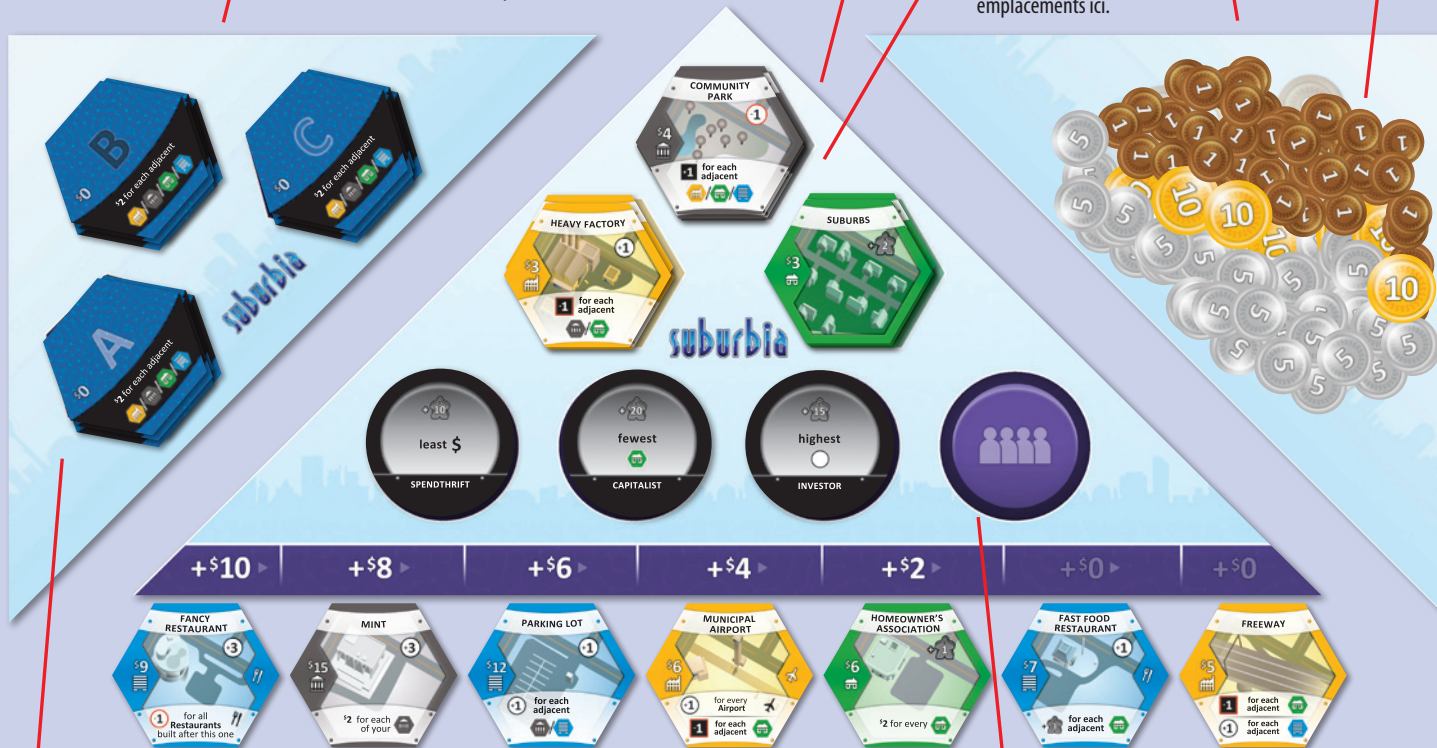 emplacements ici.
B
$0
$2 for each adjacent
C
$0
$2 for each adjacent
A
$0
$2 for each adjacent
suburbia
COMMUNITY
PARK
-1
$4
-1 for each
adjacent
HEAVY FACTORY
+1
$3
-1 for each
adjacent
SUBURBS
+2
$3
suburbia
+10
least $
SPENDTHRIFT
+20
fewest
CAPITALIST
+15
highest
INVESTOR
1
5
10
10
10
5
+$10
+$8
+$6
+$4
+$2
+$0
+$0
FANCY
RESTAURANT
+3
$9
-1 for all
Restaurants
built after this one
MINT
+3
$15
$2 for each
of your
PARKING LOT
+1
$12
+1 for each
adjacent
MUNICIPAL
AIRPORT
$6
+1 for every
Airport
-1 for each
adjacent
HOMEOWNER'S
ASSOCIATION
+1
$6
$2 for every
FAST FOOD
RESTAURANT
+1
$7
+1 for each
adjacent
FREEWAY
$5
-1 for each
adjacent
+1 for each
adjacent